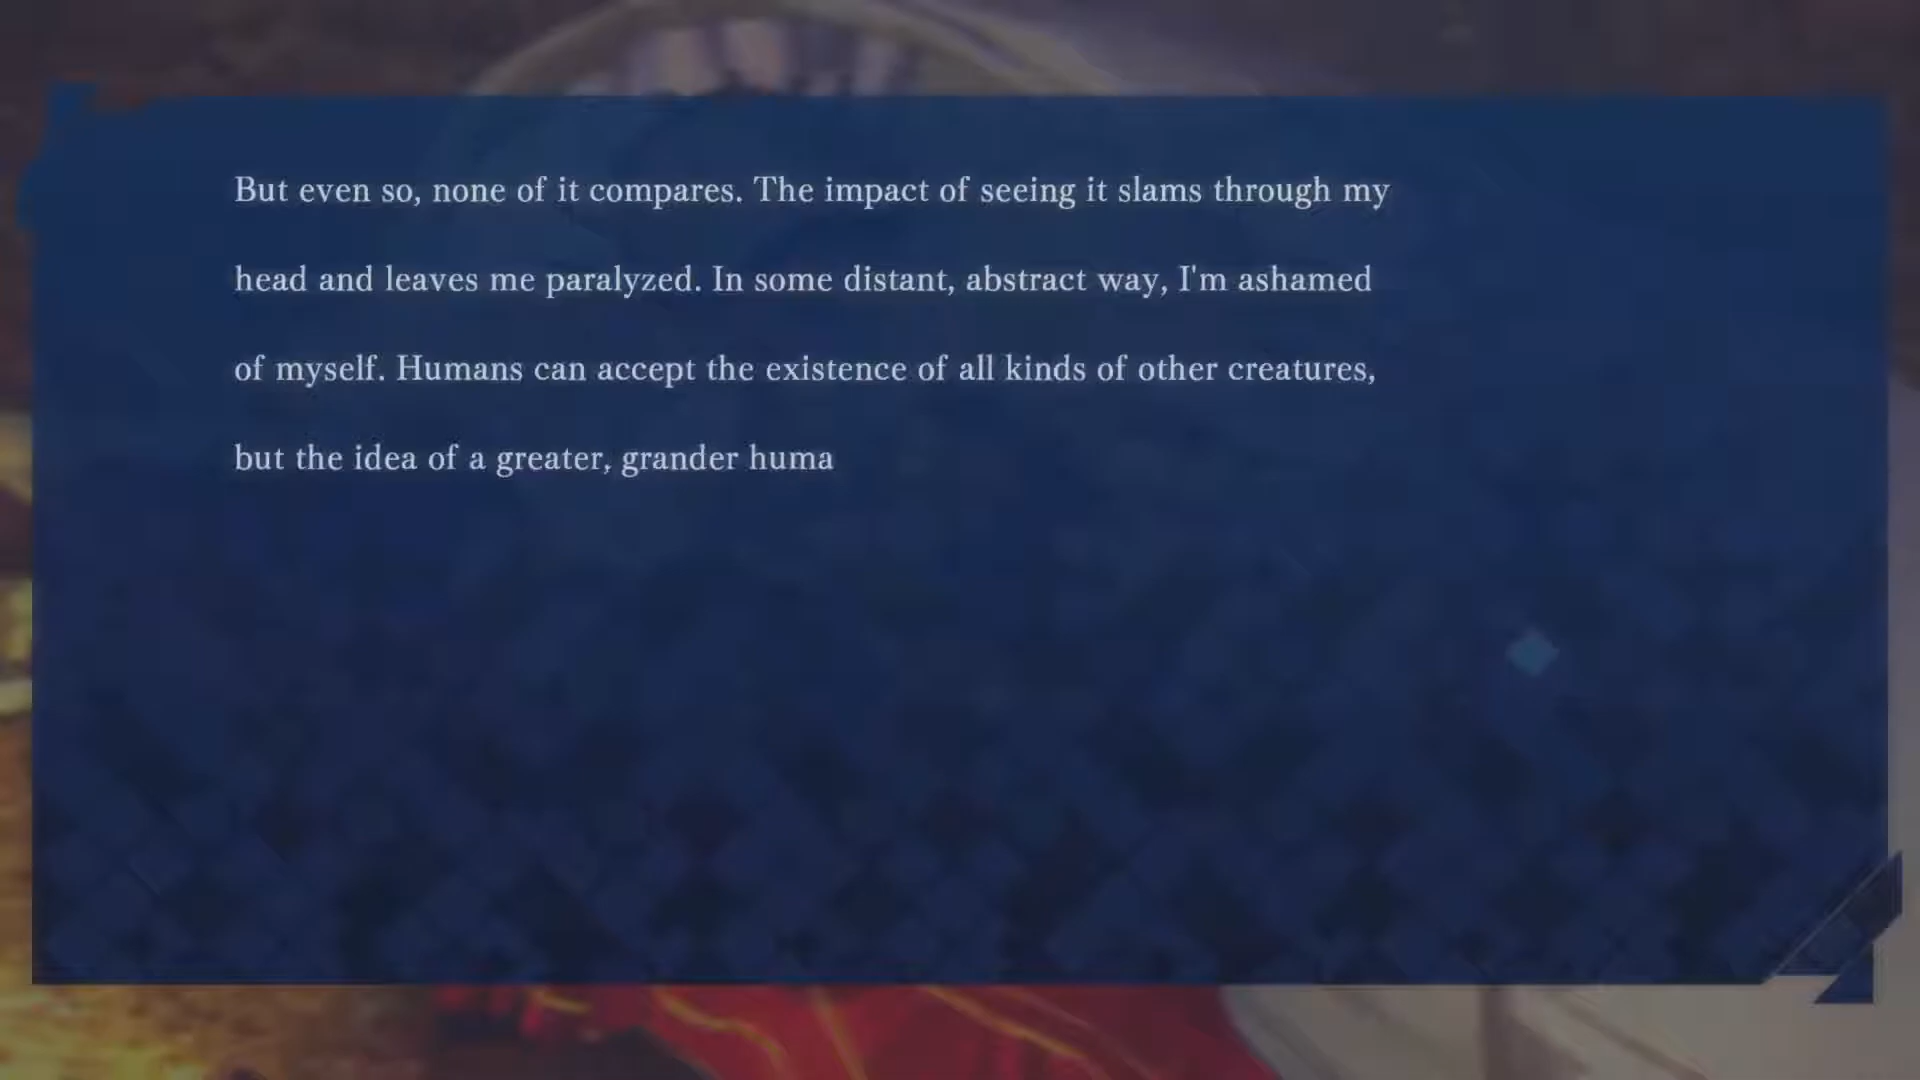 But even so, none of it compares. The impact of seeing it slams through my
head and leaves me paralyzed. In some distant, abstract way, I'm ashamed
of myself. Humans can accept the existence of all kinds of other creatures,
but the idea of a greater, grander huma